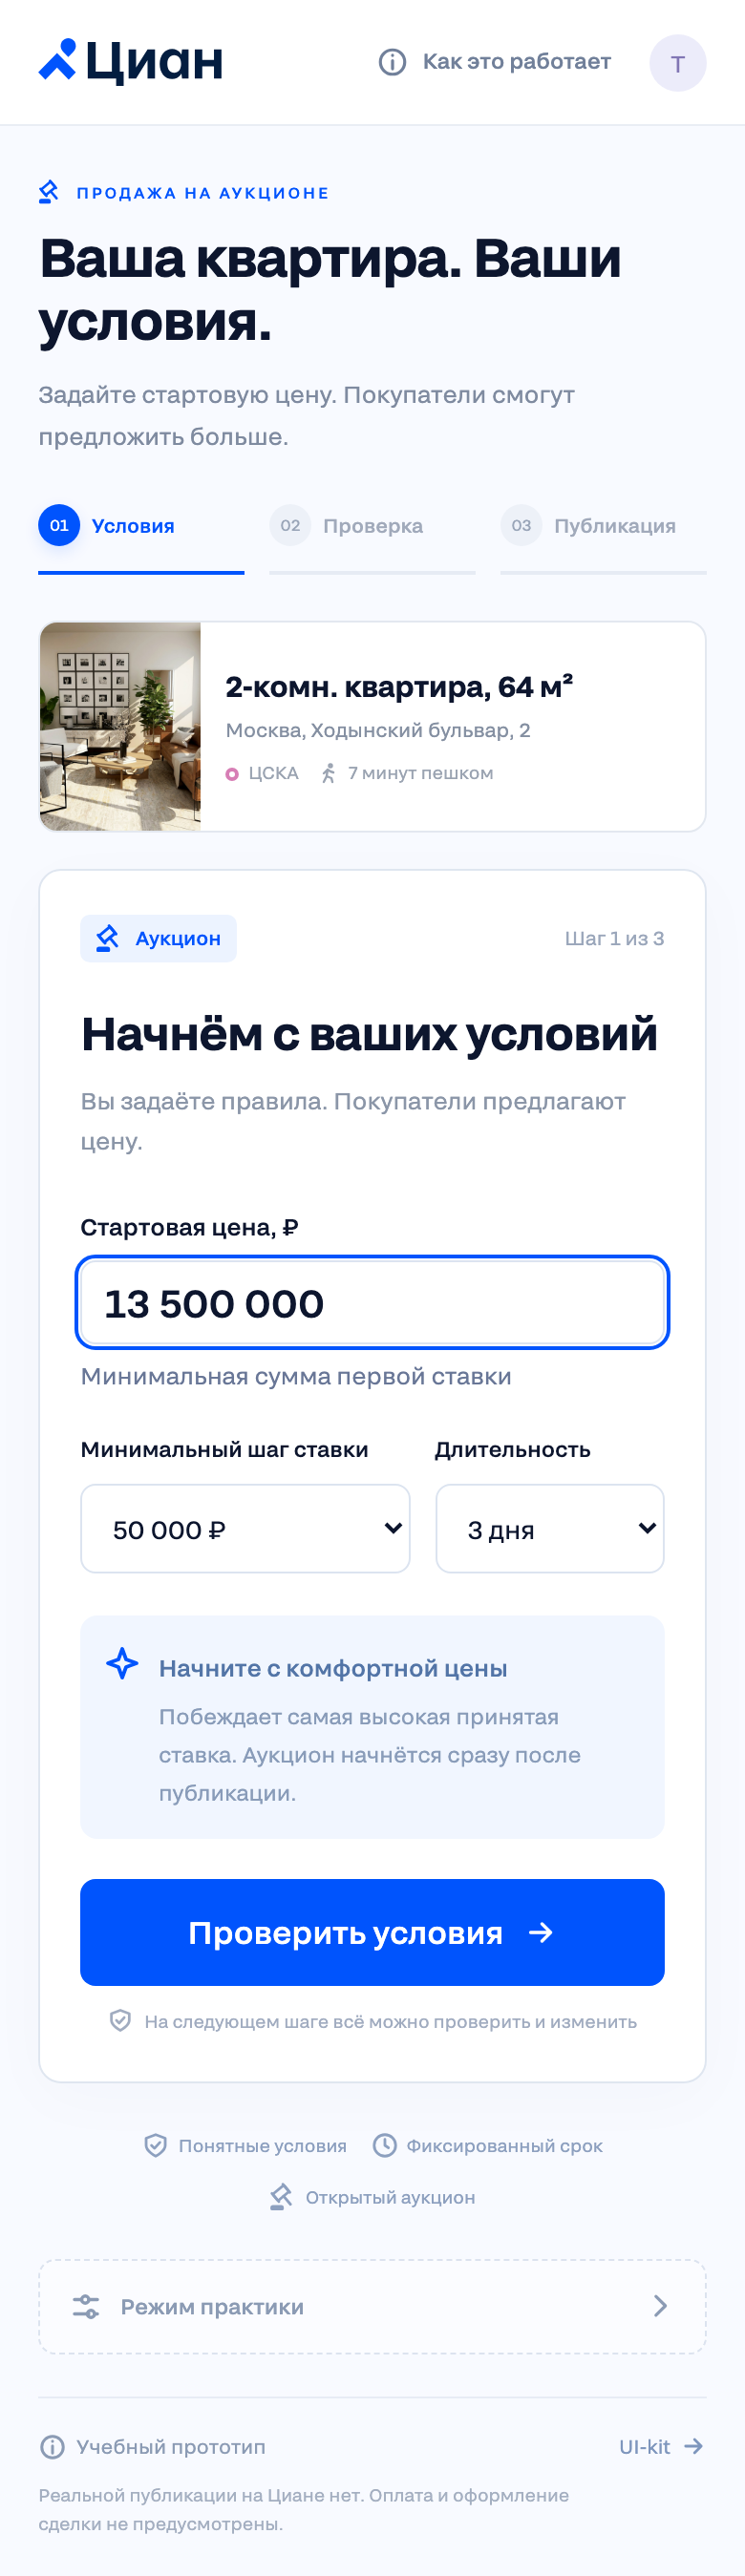 Циан
Как это работает
Т
ПРОДАЖА НА АУКЦИОНЕ
Ваша квартира. Ваши
условия.
Задайте стартовую цену. Покупатели смогут
предложить больше.
01 Условия
02 Проверка
03 Публикация
2-комн. квартира, 64 м²
Москва, Ходынский бульвар, 2
ЦСКА 7 минут пешком
Аукцион
Шаг 1 из 3
Начнём с ваших условий
Вы задаёте правила. Покупатели предлагают
цену.
Стартовая цена, ₽
13 500 000
Минимальная сумма первой ставки
Минимальный шаг ставки
Длительность
50 000 ₽
3 дня
Начните с комфортной цены
Побеждает самая высокая принятая
ставка. Аукцион начнётся сразу после
публикации.
Проверить условия
На следующем шаге всё можно проверить и изменить
Понятные условия
Фиксированный срок
Открытый аукцион
Режим практики
Учебный прототип
UI-kit
Реальной публикации на Циане нет. Оплата и оформление
сделки не предусмотрены.